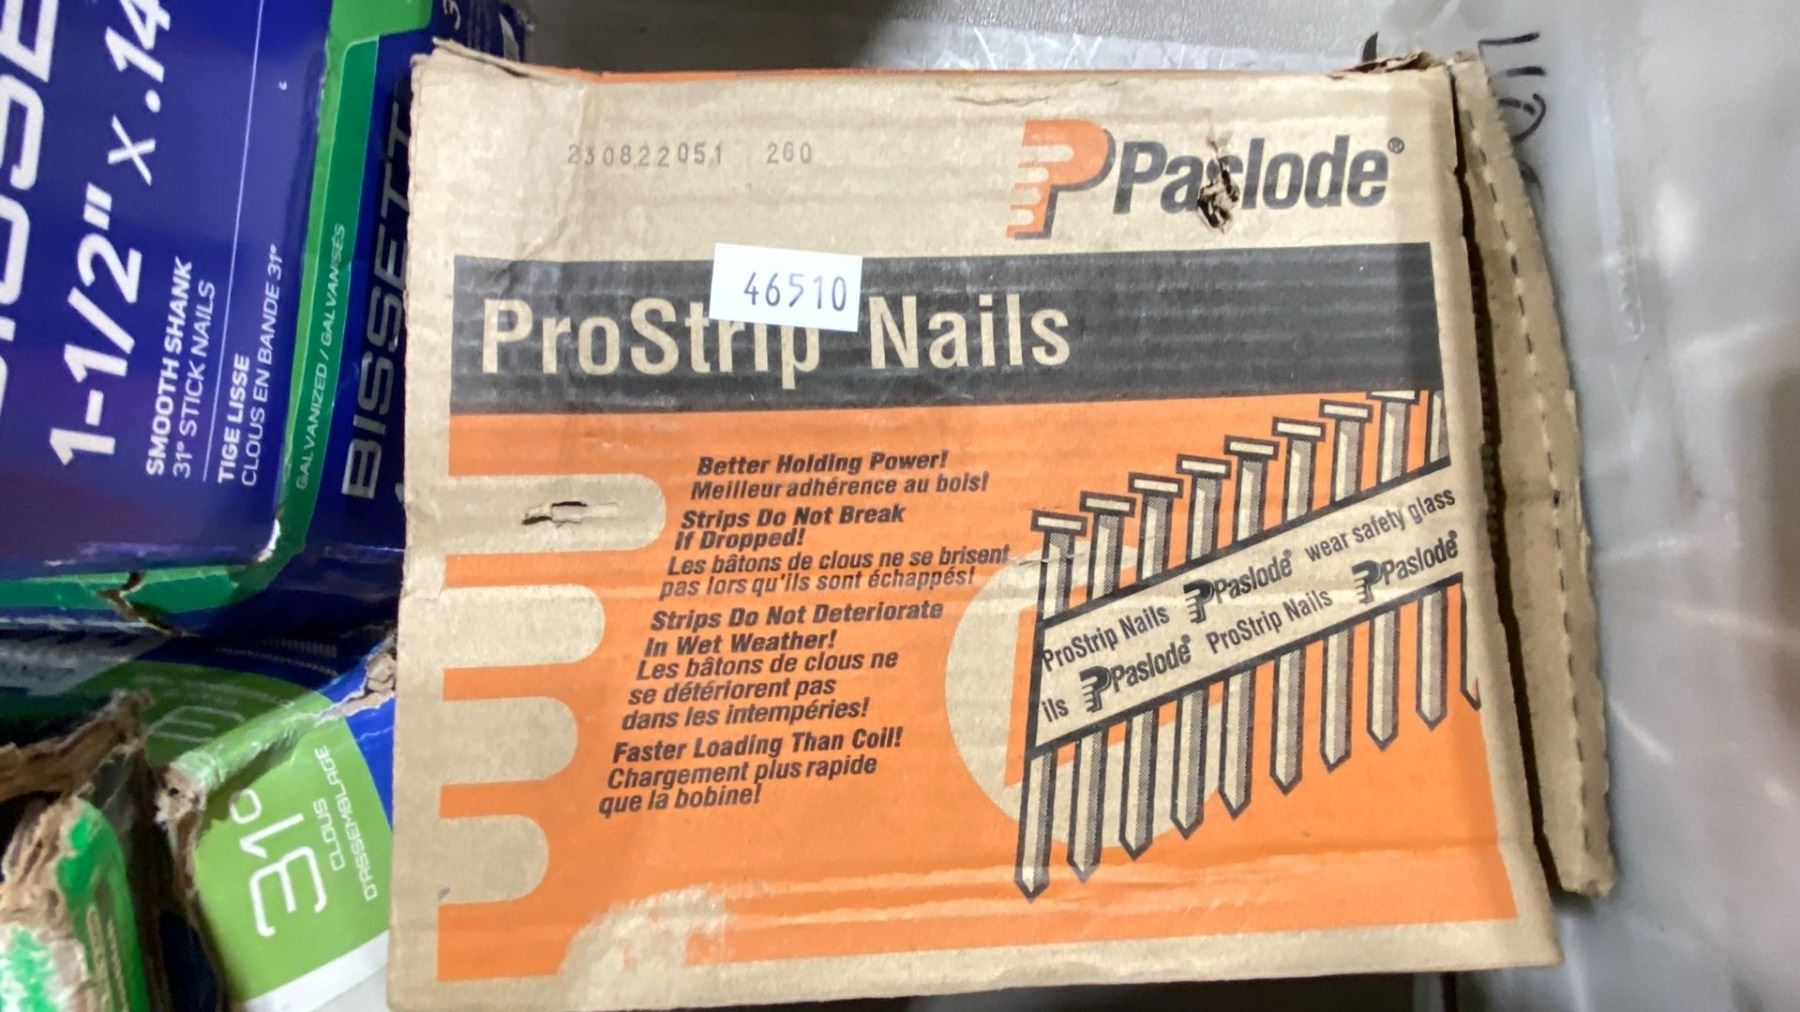 230822051 260
Paslode®
46510
ProStrip Nails
Better Holding Power!
Meilleur adhérence au bois!
Strips Do Not Break
If Dropped!
Les bâtons de clous ne se brisent
pas lors qu'ils sont échappés!
Strips Do Not Deteriorate
In Wet Weather!
Les bâtons de clous ne
se détériorent pas
dans les intempéries!
Faster Loading Than Coil!
Chargement plus rapide
que la bobine!
ProStrip Nails Paslode® wear safety glass
ils Paslode® ProStrip Nails Paslode®
1-1/2" x .14
SMOOTH SHANK
31° STICK NAILS
TIGE LISSE
CLOUS EN BANDE 31°
GALVANIZED / GALVANISÉS
31°
CLOUS
D'ASSEMBLAGE